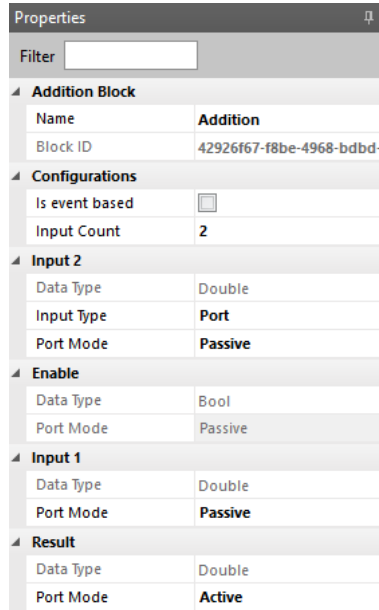 Properties
Filter
Addition Block
Name Addition
Block ID 42926f67-f8be-4968-bdbd-
Configurations
Is event based
Input Count 2
Input 2
Data Type Double
Input Type Port
Port Mode Passive
Enable
Data Type Bool
Port Mode Passive
Input 1
Data Type Double
Port Mode Passive
Result
Data Type Double
Port Mode Active